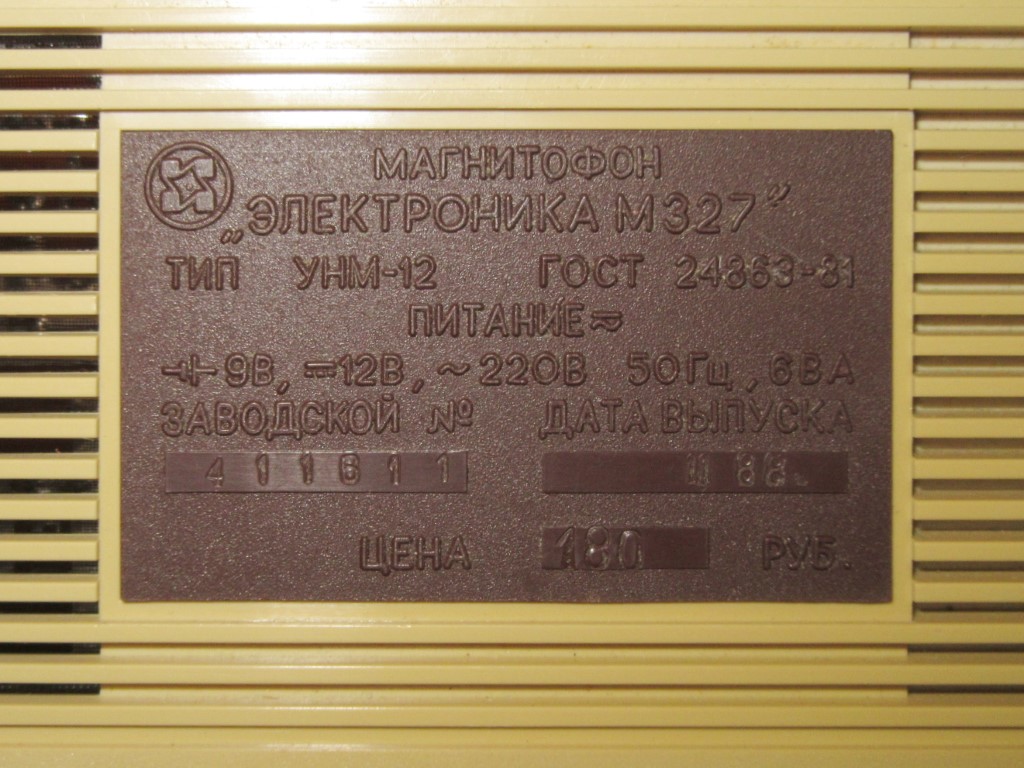 МАГНИТОФОН
„ЭЛЕКТРОНИКА М327”
ТИП УНМ-12 ГОСТ 24863-81
ПИТАНИЕ ≂
⊣⊢ 9В, ⎓12В, ~220В 50Гц, 6ВА
ЗАВОДСКОЙ № ДАТА ВЫПУСКА
411611 88.
ЦЕНА 180 РУБ.